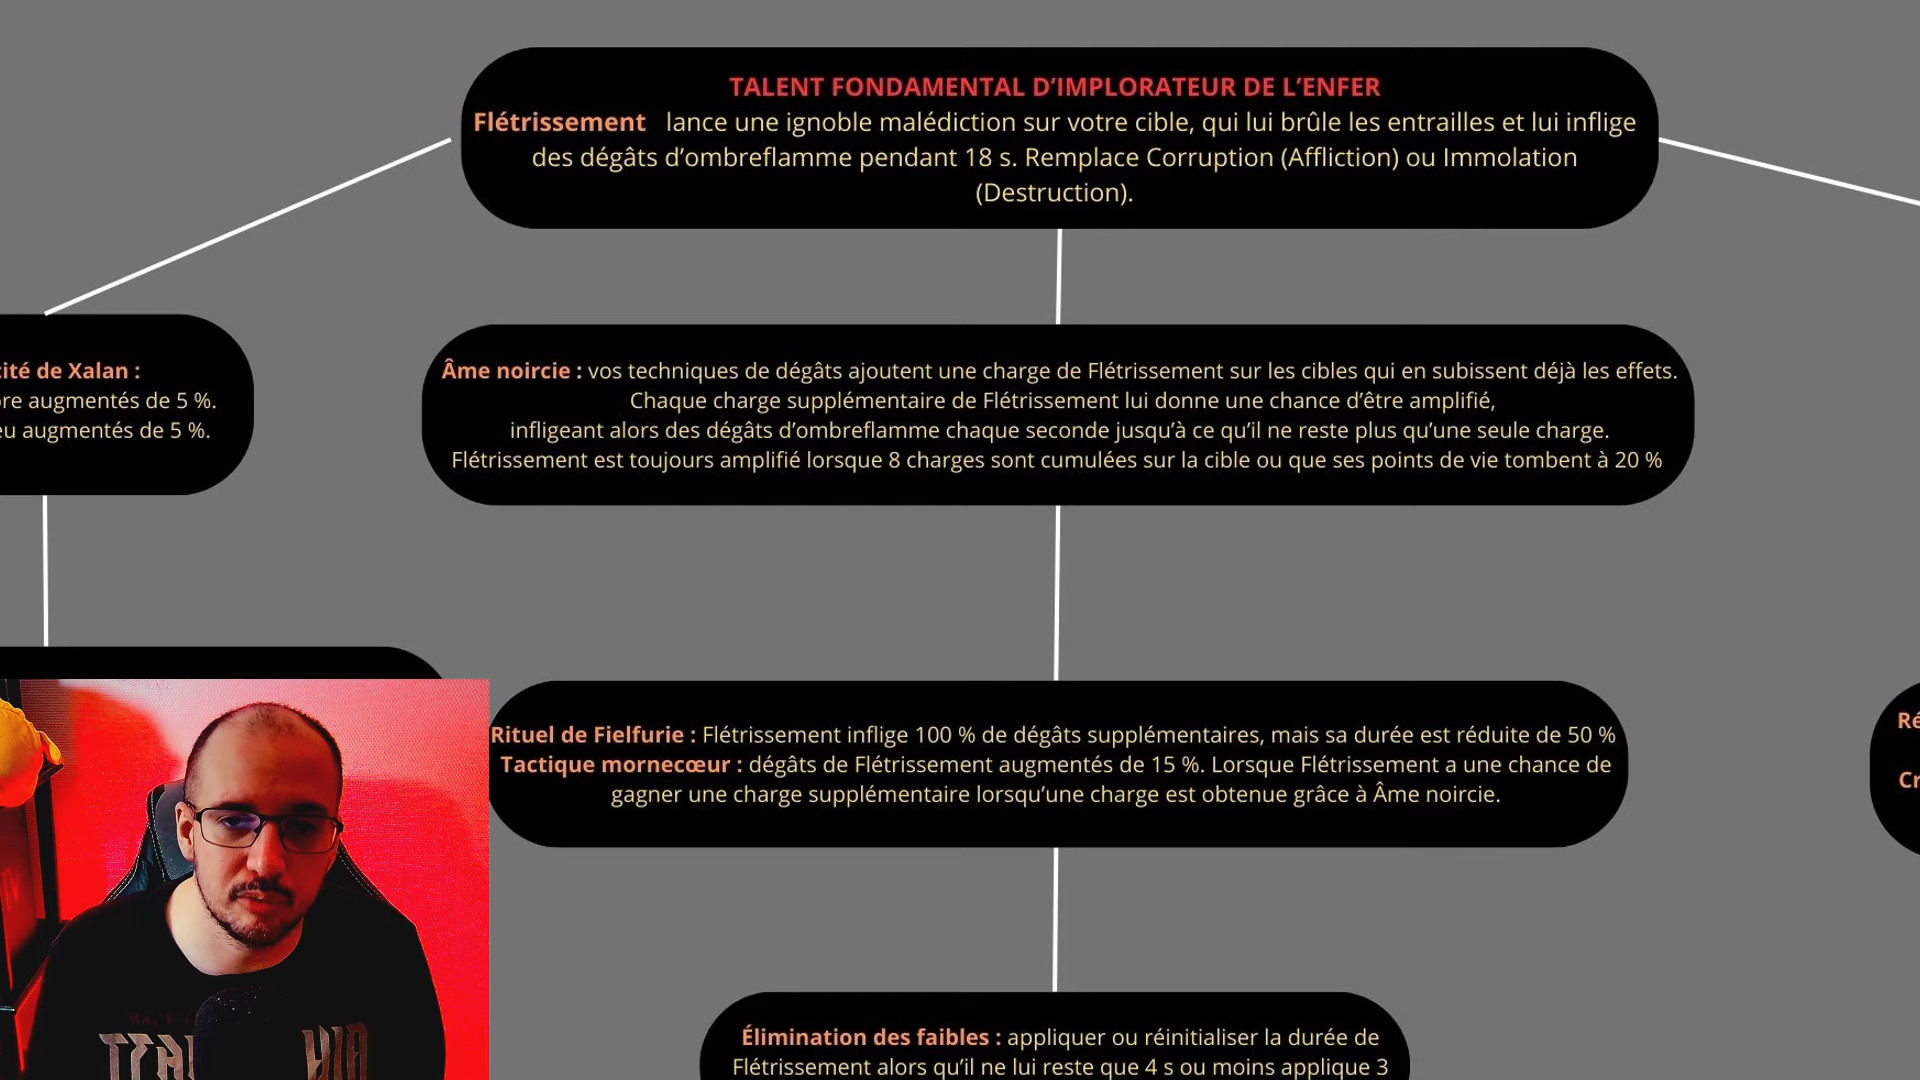 TALENT FONDAMENTAL D’IMPLORATEUR DE L’ENFER
Flétrissement lance une ignoble malédiction sur votre cible, qui lui brûle les entrailles et lui inflige
des dégâts d’ombreflamme pendant 18 s. Remplace Corruption (Affliction) ou Immolation
(Destruction).
cité de Xalan :
bre augmentés de 5 %.
eu augmentés de 5 %.
Âme noircie : vos techniques de dégâts ajoutent une charge de Flétrissement sur les cibles qui en subissent déjà les effets.
Chaque charge supplémentaire de Flétrissement lui donne une chance d’être amplifié,
infligeant alors des dégâts d’ombreflamme chaque seconde jusqu’à ce qu’il ne reste plus qu’une seule charge.
Flétrissement est toujours amplifié lorsque 8 charges sont cumulées sur la cible ou que ses points de vie tombent à 20 %
Rituel de Fielfurie : Flétrissement inflige 100 % de dégâts supplémentaires, mais sa durée est réduite de 50 %
Tactique mornecœur : dégâts de Flétrissement augmentés de 15 %. Lorsque Flétrissement a une chance de
gagner une charge supplémentaire lorsqu’une charge est obtenue grâce à Âme noircie.
Ré
Cr
Élimination des faibles : appliquer ou réinitialiser la durée de
Flétrissement alors qu’il ne lui reste que 4 s ou moins applique 3